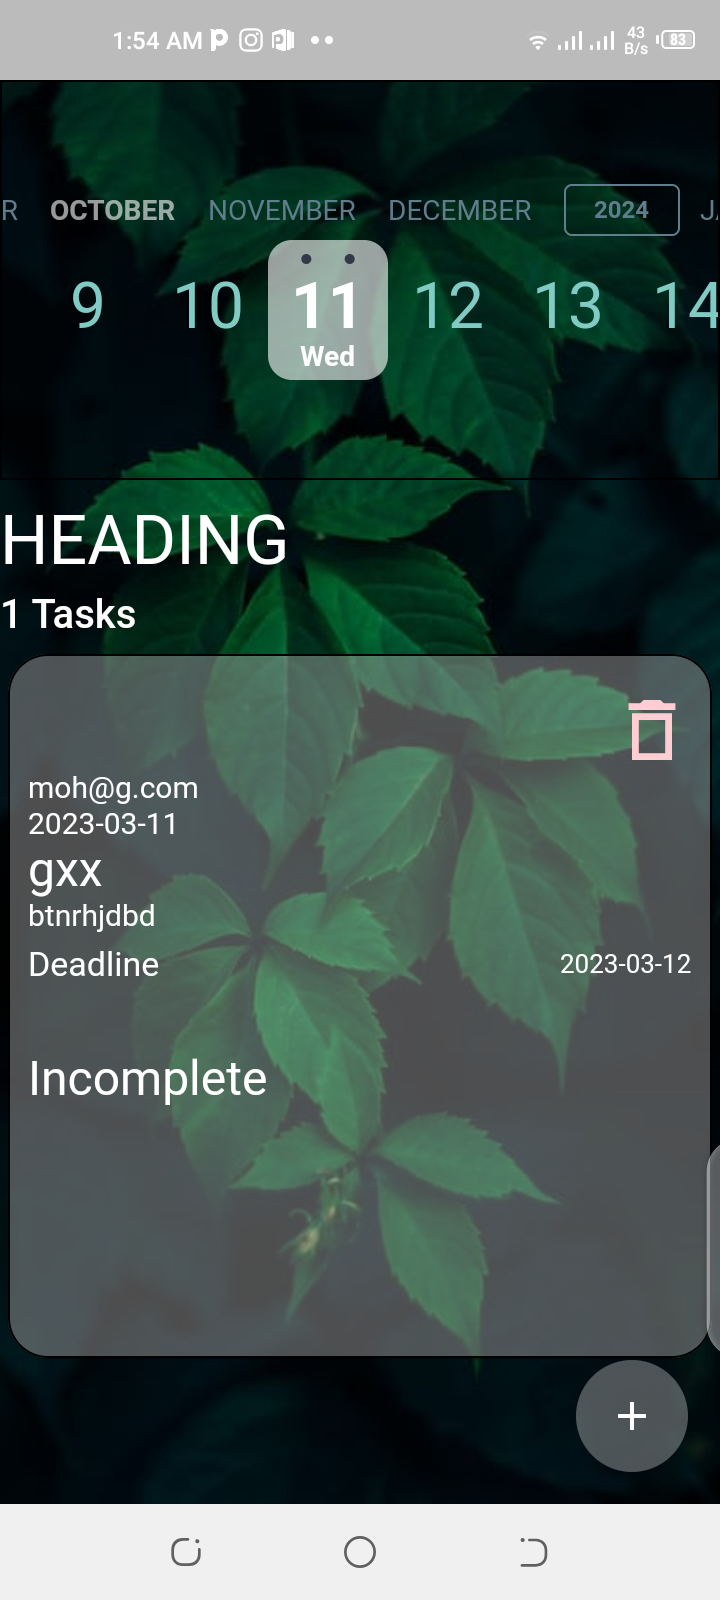 1:54 AM 43 B/s 83
R OCTOBER NOVEMBER DECEMBER 2024 JA
9 10 11 12 13 14
Wed
HEADING
1 Tasks
moh@g.com
2023-03-11
gxx
btnrhjdbd
Deadline 2023-03-12
Incomplete
+